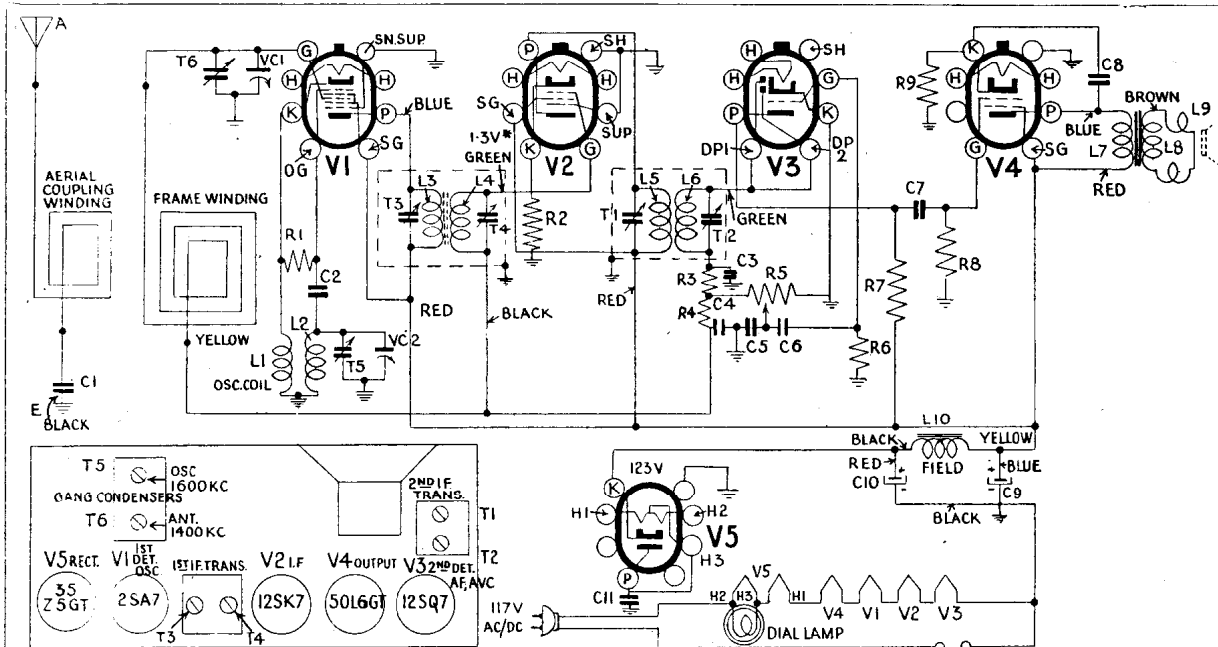 A
T6
VC1
G
SN.SUP
H
H
K
P
BLUE
OG
V1
SG
P
SH
H
H
SG
SUP
1·3V*
GREEN
K
V2
G
H
SH
H
G
P
K
DP1
V3
DP
2
R9
K
H
H
C8
P
BROWN
L9
BLUE
L7
L8
G
V4
SG
RED
AERIAL
COUPLING
WINDING
FRAME WINDING
R1
C2
L2
YELLOW
L1
OSC.COIL
T5
VC2
C1
E
BLACK
L3
L4
T3
T4
R2
L5
L6
T1
T2
GREEN
RED
BLACK
RED
R3
C3
R4
C4
R5
C5
C6
R6
R7
C7
R8
L10
BLACK
YELLOW
RED
FIELD
BLUE
C10
C9
BLACK
123V
K
H1
H2
V5
H3
P
C11
117V
AC/DC
V5
H2
H3
H1
V4
V1
V2
V3
DIAL LAMP
T5
OSC
1600KC
GANG CONDENSERS
T6
ANT.
1400KC
2ND I.F
TRANS.
T1
T2
V5 RECT.
V1 1ST
DET.
OSC
1ST IF.TRANS.
V2 I.F
V4 OUTPUT
V3 2ND DET.
AF, AVC
35
Z5GT
2SA7
12SK7
50L6GT
12SQ7
T3
T4